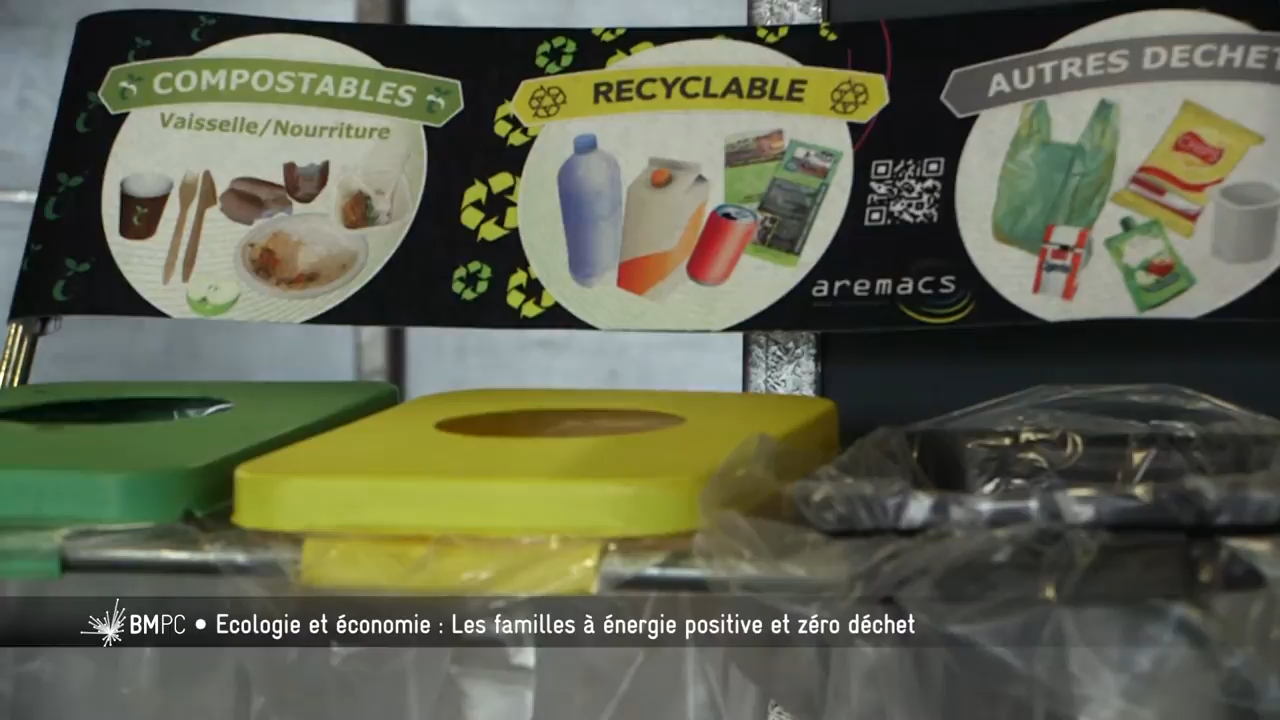 COMPOSTABLES
Vaisselle/Nourriture
RECYCLABLE
AUTRES DECHET
aremacs
BMPC • Ecologie et économie : Les familles à énergie positive et zéro déchet